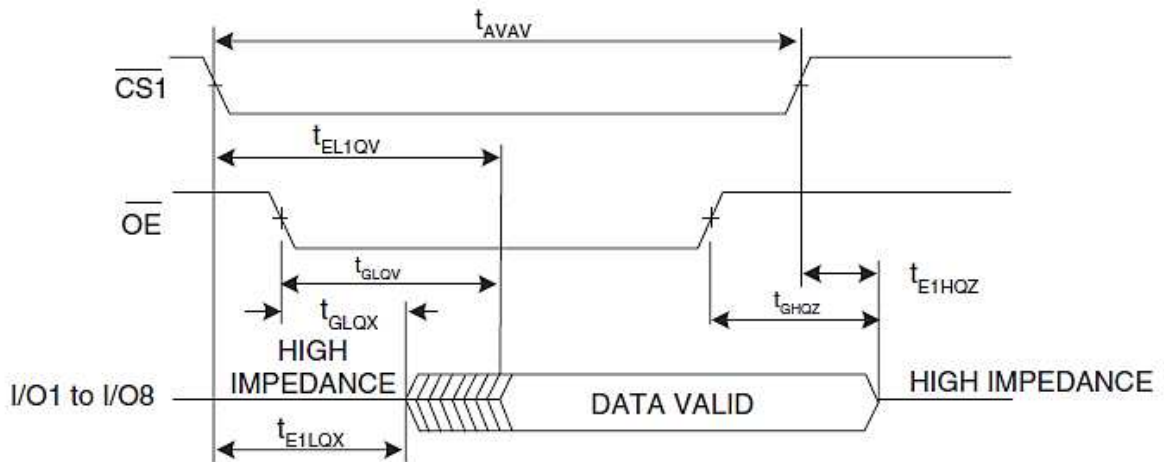 tAVAV
CS1
tEL1QV
OE
tGLQV
tE1HQZ
tGHQZ
tGLQX
HIGH
IMPEDANCE
I/O1 to I/O8
DATA VALID
HIGH IMPEDANCE
tE1LQX